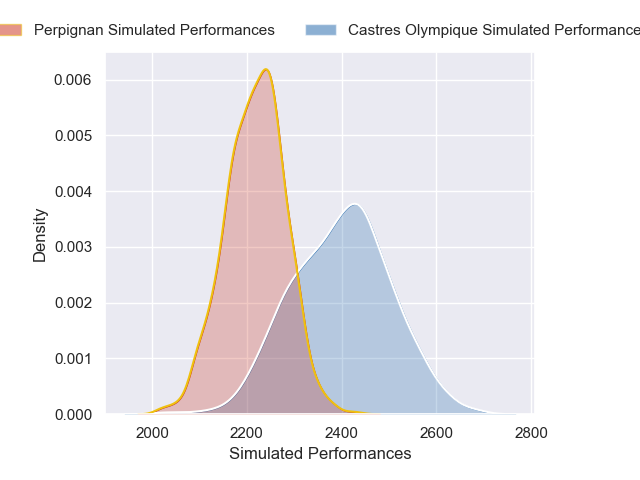 Perpignan Simulated Performances
Castres Olympique Simulated Performance
0.006
0.005
0.004
0.003
0.002
0.001
0.000
Density
2000 2200 2400 2600 2800
Simulated Performances